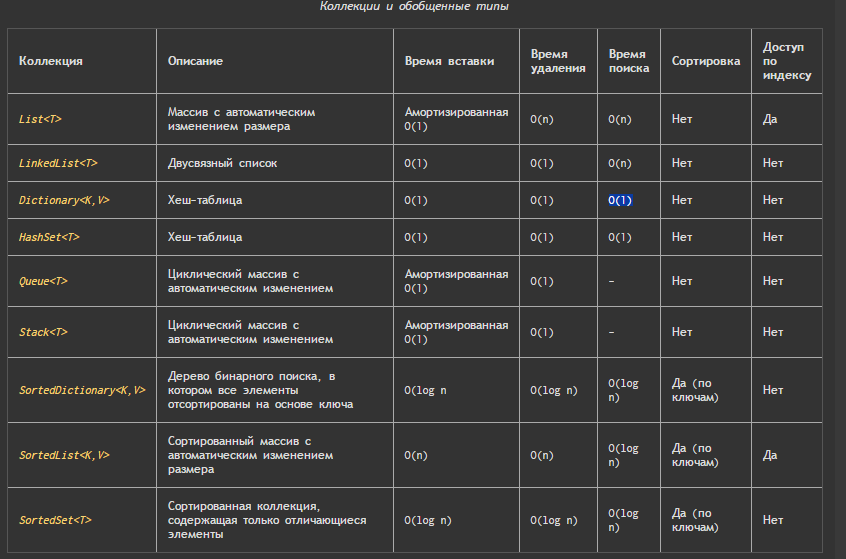 Коллекции и обобщенные типы
Коллекция
Описание
Время вставки
Время
удаления
Время
поиска
Сортировка
Доступ
по
индексу
List<T>
Массив с автоматическим
изменением размера
Амортизированная
O(1)
O(n)
O(n)
Нет
Да
LinkedList<T>
Двусвязный список
O(1)
O(1)
O(n)
Нет
Нет
Dictionary<K,V>
Хеш-таблица
O(1)
O(1)
O(1)
Нет
Нет
HashSet<T>
Хеш-таблица
O(1)
O(1)
O(1)
Нет
Нет
Queue<T>
Циклический массив с
автоматическим изменением
Амортизированная
O(1)
O(1)
–
Нет
Нет
Stack<T>
Циклический массив с
автоматическим изменением
Амортизированная
O(1)
O(1)
–
Нет
Нет
SortedDictionary<K,V>
Дерево бинарного поиска, в
котором все элементы
отсортированы на основе ключа
O(log n
O(log n)
O(log
n)
Да (по
ключам)
Нет
SortedList<K,V>
Сортированный массив с
автоматическим изменением
размера
O(n)
O(n)
O(log
n)
Да (по
ключам)
Да
SortedSet<T>
Сортированная коллекция,
содержащая только отличающиеся
элементы
O(log n)
O(log n)
O(log
n)
Да (по
ключам)
Нет